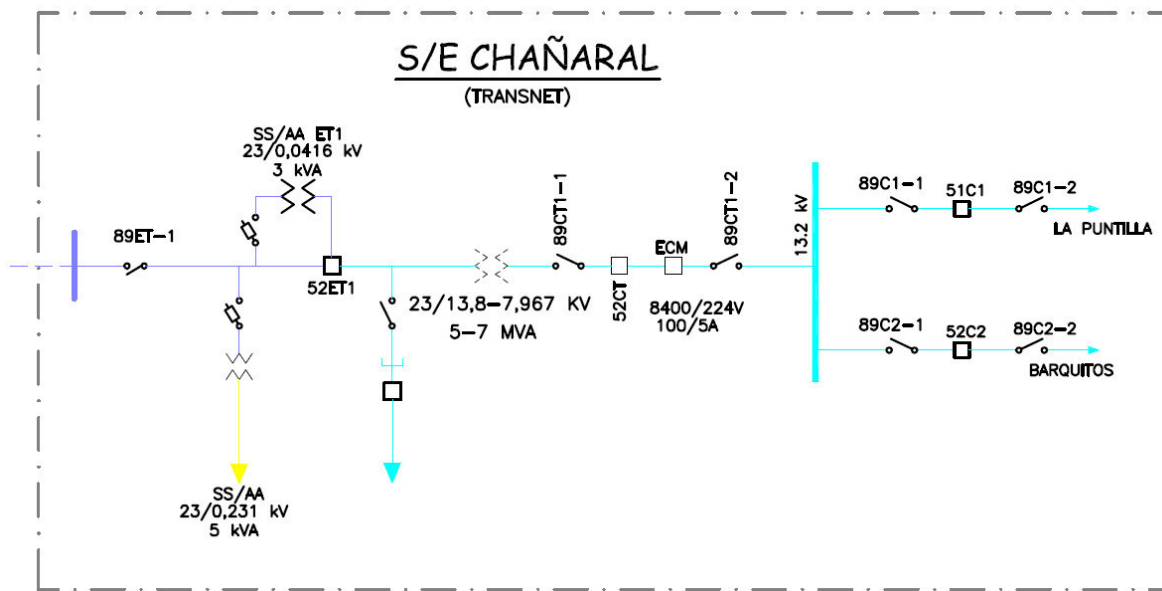 S/E CHAÑARAL
(TRANSNET)
SS/AA ET1
23/0,0416 kV
3 kVA
89ET-1
52ET1
SS/AA
23/0,231 kV
5 kVA
23/13,8-7,967 KV
5-7 MVA
89CT1-1
52CT
ECM
8400/224V
100/5A
89CT1-2
13.2 kV
89C1-1
51C1
89C1-2
LA PUNTILLA
89C2-1
52C2
89C2-2
BARQUITOS